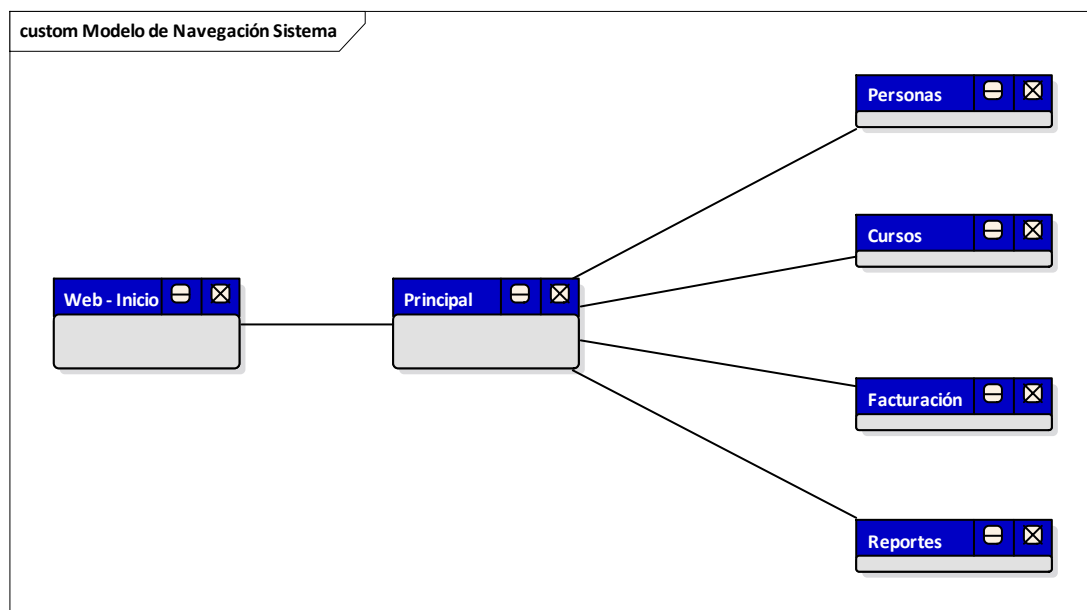 custom Modelo de Navegación Sistema
Personas
Cursos
Web - Inicio
Principal
Facturación
Reportes